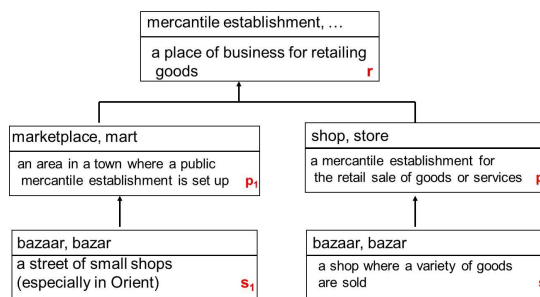 mercantile establishment, ...
a place of business for retailing
goods r
marketplace, mart
an area in a town where a public
mercantile establishment is set up p₁
shop, store
a mercantile establishment for
the retail sale of goods or services p
bazaar, bazar
a street of small shops
(especially in Orient) s₁
bazaar, bazar
a shop where a variety of goods
are sold s